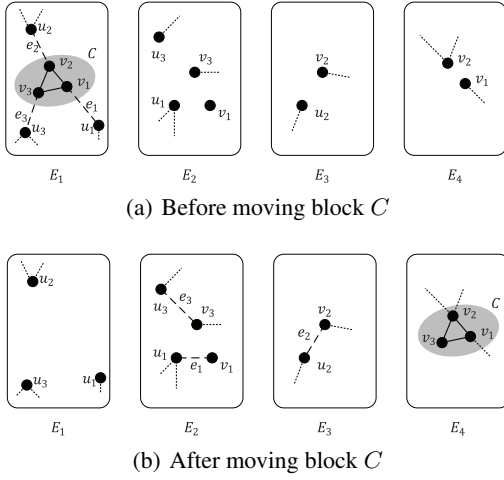 u₂
e₂
C
v₂
v₃
v₁
e₁
e₃
u₃
u₁
E₁
u₃
v₃
u₁
v₁
E₂
v₂
u₂
E₃
v₂
v₁
E₄
(a) Before moving block C
u₂
u₃
u₁
E₁
e₃
u₃
v₃
u₁
e₁
v₁
E₂
v₂
e₂
u₂
E₃
C
v₂
v₃
v₁
E₄
(b) After moving block C